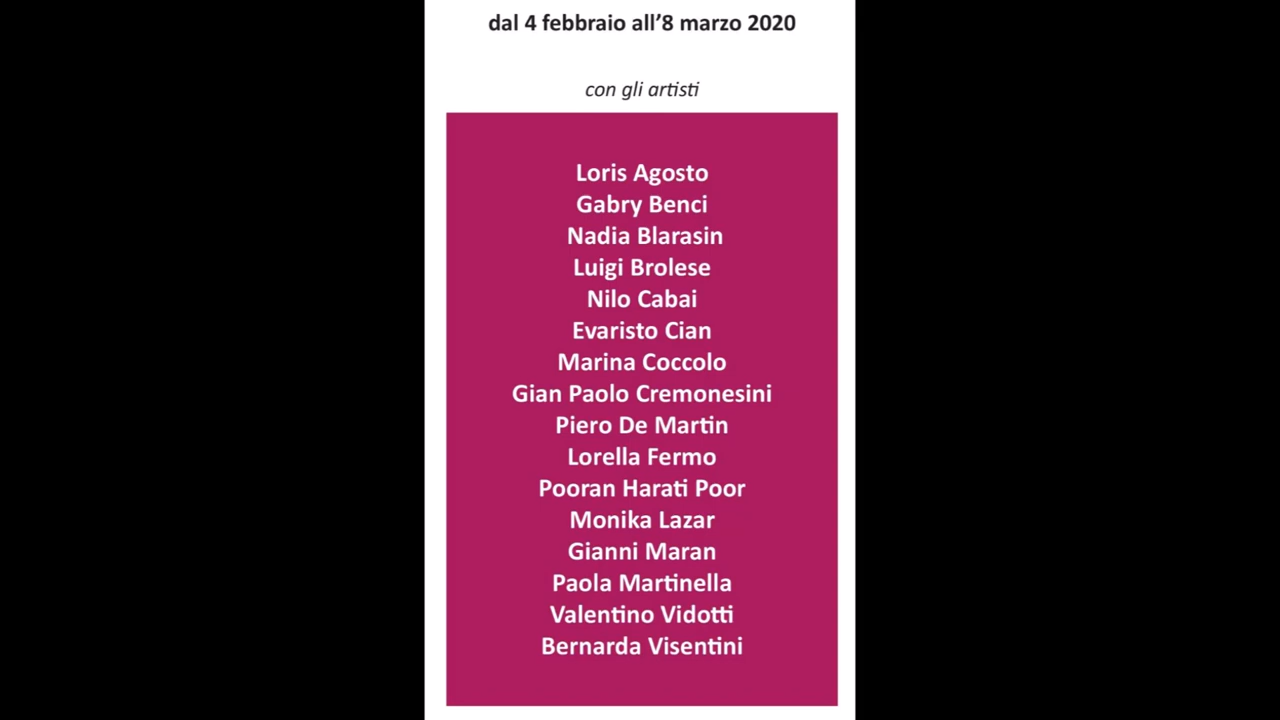 dal 4 febbraio all’8 marzo 2020
con gli artisti
Loris Agosto
Gabry Benci
Nadia Blarasin
Luigi Brolese
Nilo Cabai
Evaristo Cian
Marina Coccolo
Gian Paolo Cremonesini
Piero De Martin
Lorella Fermo
Pooran Harati Poor
Monika Lazar
Gianni Maran
Paola Martinella
Valentino Vidotti
Bernarda Visentini